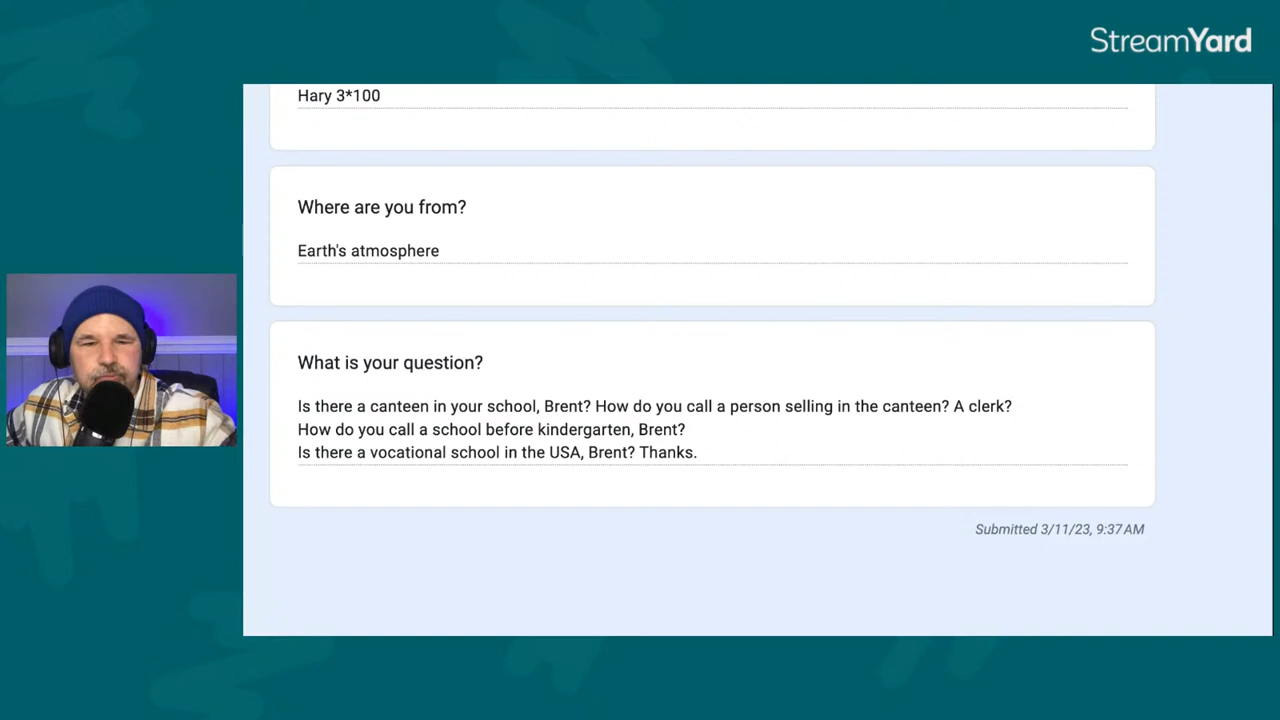 StreamYard
Hary 3*100
Where are you from?
Earth's atmosphere
What is your question?
Is there a canteen in your school, Brent? How do you call a person selling in the canteen? A clerk?
How do you call a school before kindergarten, Brent?
Is there a vocational school in the USA, Brent? Thanks.
Submitted 3/11/23, 9:37 AM